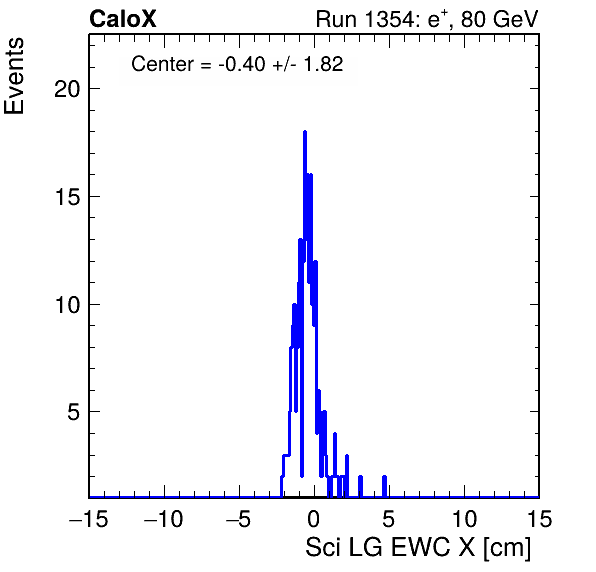 CaloX Run 1354: e+, 80 GeV
Events
Center = -0.40 +/- 1.82
20
15
10
5
−15 −10 −5 0 5 10 15
Sci LG EWC X [cm]